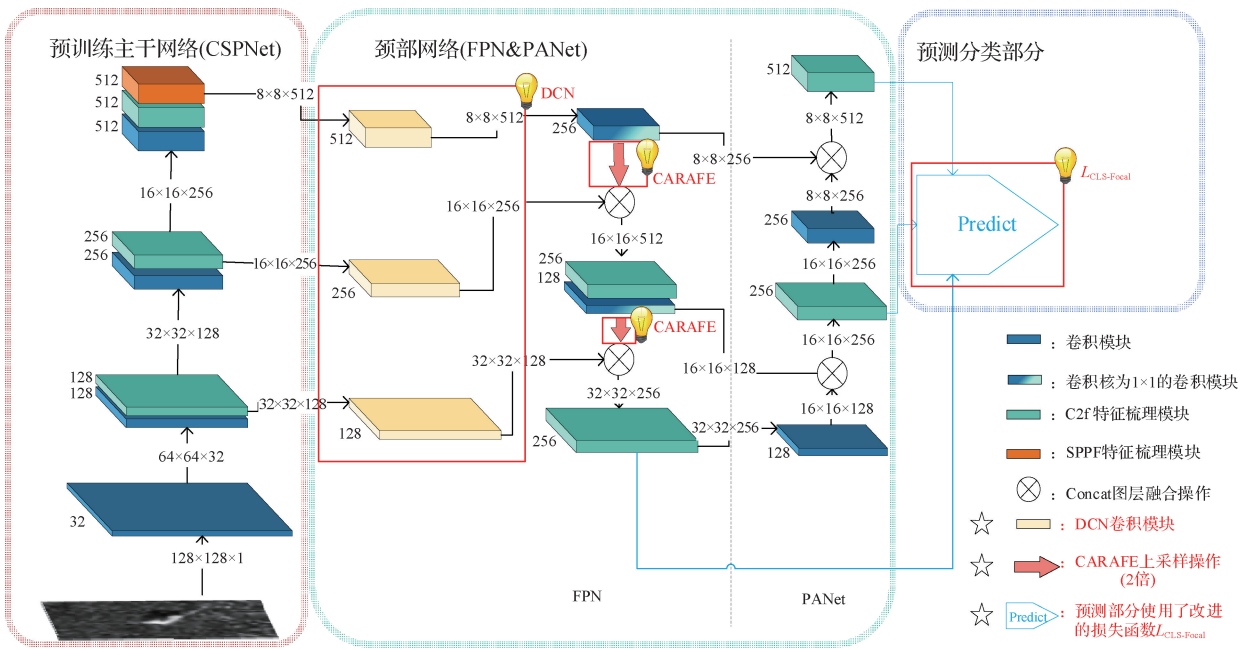 预训练主干网络(CSPNet)
512
512
512
8×8×512
16×16×256
256
256
16×16×256
32×32×128
128
128
32×32×128
64×64×32
32
128×128×1
颈部网络(FPN&PANet)
DCN
512
8×8×512
256
8×8×256
CARAFE
16×16×256
16×16×512
256
256
128
CARAFE
32×32×128
16×16×128
32×32×256
128
256
32×32×256
FPN
512
8×8×512
8×8×256
256
16×16×256
256
16×16×256
16×16×128
128
PANet
预测分类部分
LCLS-Focal
Predict
：卷积模块
：卷积核为1×1的卷积模块
：C2f特征梳理模块
：SPPF特征梳理模块
：Concat图层融合操作
：DCN卷积模块
：CARAFE上采样操作
(2倍)
Predict
：预测部分使用了改进
的损失函数LCLS-Focal